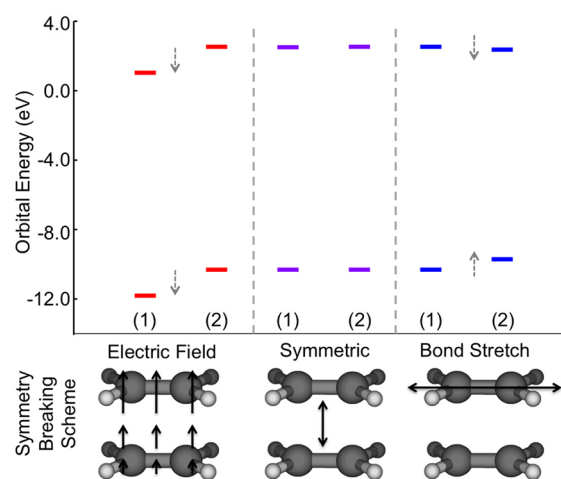 4.0
0.0
-4.0
-8.0
-12.0
Orbital Energy (eV)
(1) (2) (1) (2) (1) (2)
Electric Field Symmetric Bond Stretch
Symmetry
Breaking
Scheme